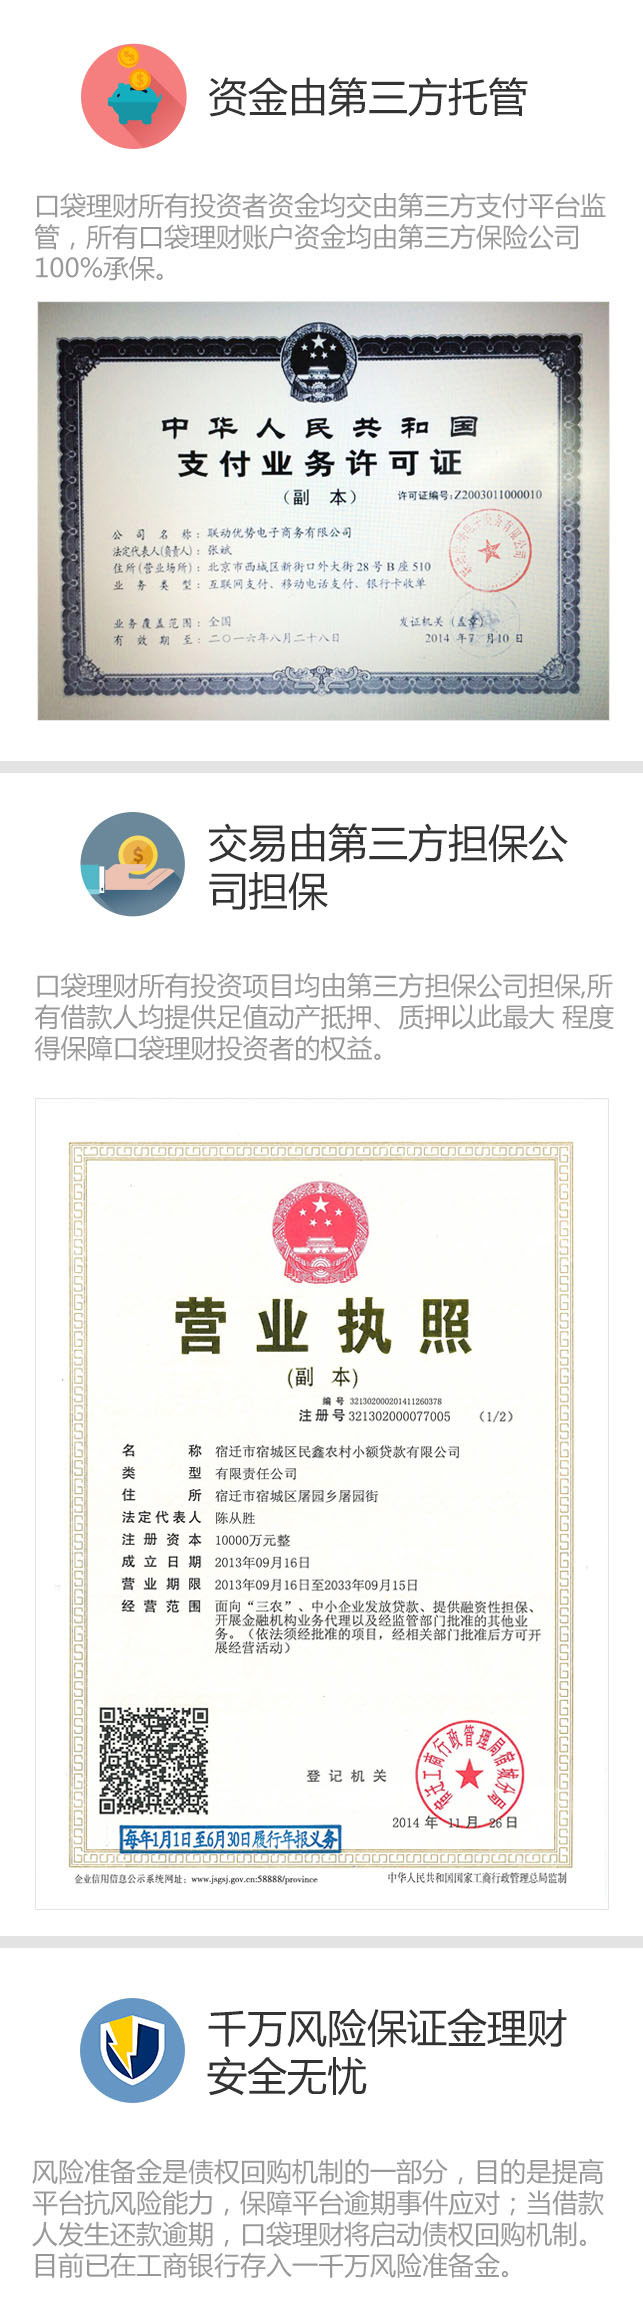 资金由第三方托管
口袋理财所有投资者资金均交由第三方支付平台监
管，所有口袋理财账户资金均由第三方保险公司
100%承保。
中华人民共和国
支付业务许可证
（副 本）
许可证编号:Z2003011000010
公 司 名 称: 联动优势电子商务有限公司
法定代表人(负责人): 张斌
住所(营业场所): 北京市西城区新街口外大街28号B座510
业 务 类 型: 互联网支付、移动电话支付、银行卡收单
业务覆盖范围: 全国
发证机关（盖章）
有 效 期 至: 二〇一六年八月二十八日
2014 年7 月10 日
交易由第三方担保公
司担保
口袋理财所有投资项目均由第三方担保公司担保,所
有借款人均提供足值动产抵押、质押以此最大 程度
得保障口袋理财投资者的权益。
营业执照
(副 本)
编 号 321302000201411260378
注册号321302000077005 （1/2）
名 称 宿迁市宿城区民鑫农村小额贷款有限公司
类 型 有限责任公司
住 所 宿迁市宿城区屠园乡屠园街
法定代表人 陈从胜
注册资本 10000万元整
成立日期 2013年09月16日
营业期限 2013年09月16日至2033年09月15日
经营范围 面向“三农”、中小企业发放贷款、提供融资性担保、
开展金融机构业务代理以及经监管部门批准的其他业
务。（依法须经批准的项目，经相关部门批准后方可开
展经营活动）
登记机关
宿迁工商行政管理局宿城分局
2014 年 11 月 26 日
每年1月1日至6月30日履行年报义务
企业信用信息公示系统网址: www.jsgsj.gov.cn:58888/province
中华人民共和国国家工商行政管理总局监制
千万风险保证金理财
安全无忧
风险准备金是债权回购机制的一部分，目的是提高
平台抗风险能力，保障平台逾期事件应对；当借款
人发生还款逾期，口袋理财将启动债权回购机制。
目前已在工商银行存入一千万风险准备金。